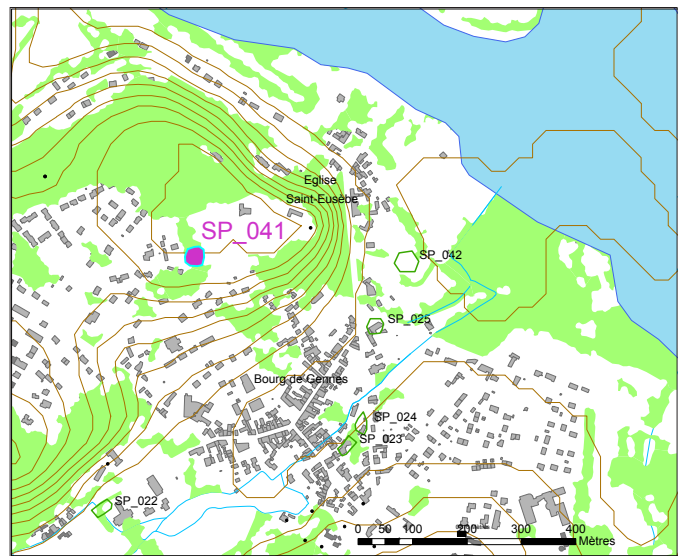 Eglise
Saint-Eusèbe
SP_041
SP_042
SP_025
Bourg de Gennes
SP_024
SP_023
SP_022
0 50 100 200 300 400
Mètres